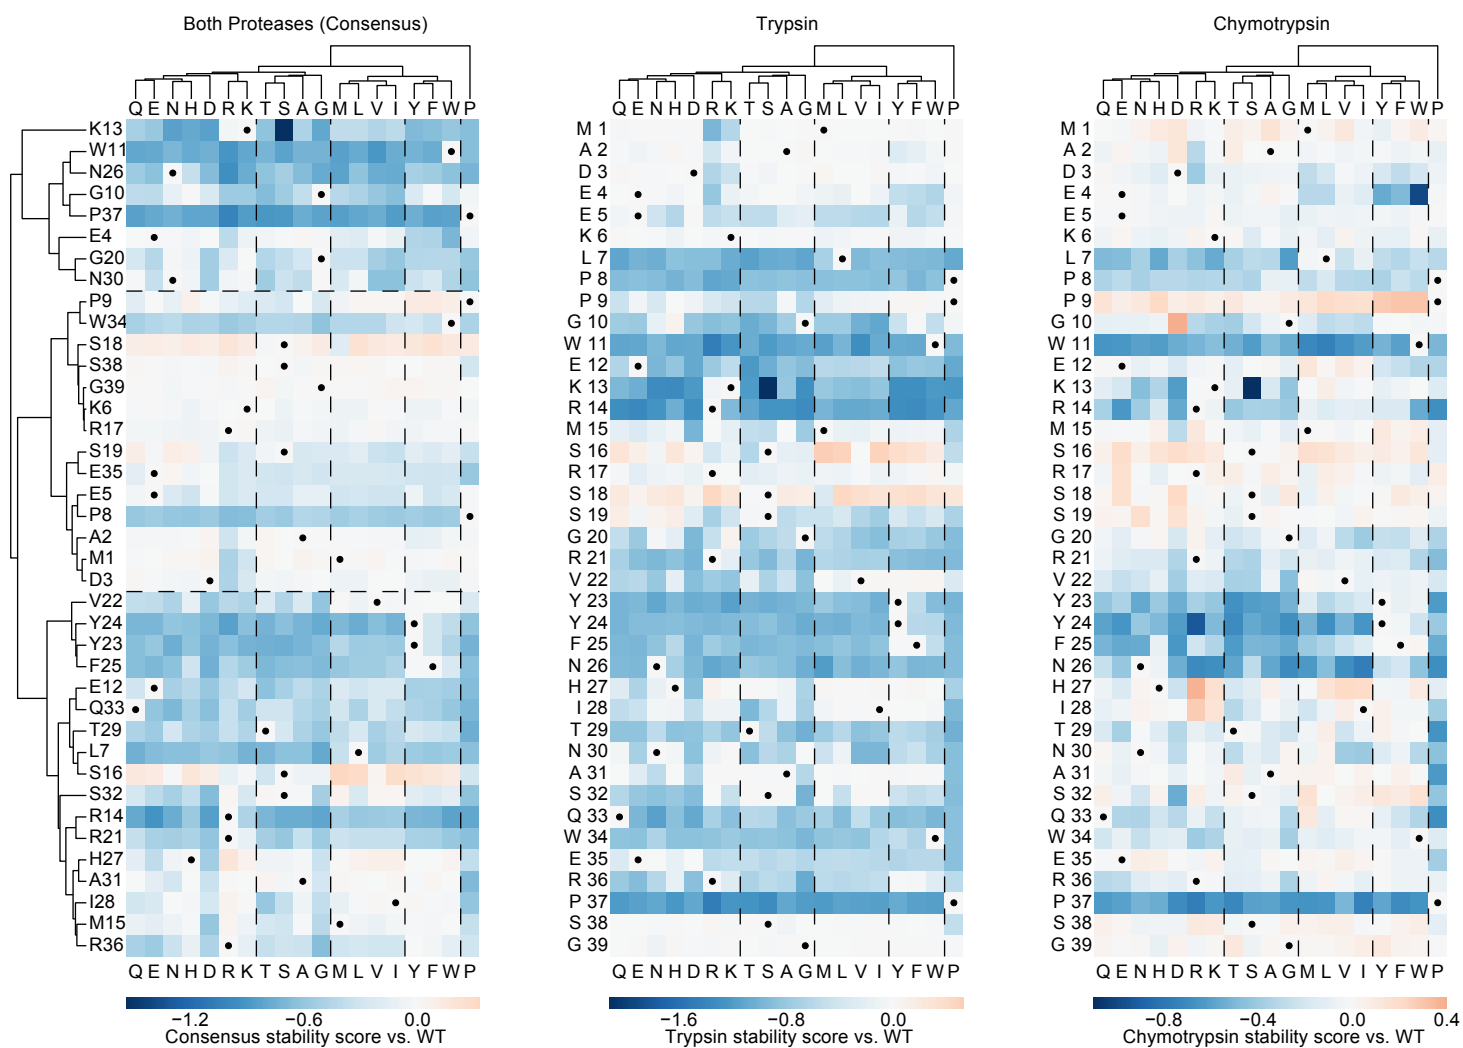 Both Proteases (Consensus)
Trypsin
Chymotrypsin
Q E N H D R K T S A G M L V I Y F W P
Q E N H D R K T S A G M L V I Y F W P
Q E N H D R K T S A G M L V I Y F W P
K13 M 1 M 1
W11 A 2 A 2
N26 D 3 D 3
G10 E 4 E 4
P37 E 5 E 5
E4 K 6 K 6
G20 L 7 L 7
N30 P 8 P 8
P9 P 9 P 9
W34 G 10 G 10
S18 W 11 W 11
S38 E 12 E 12
G39 K 13 K 13
K6 R 14 R 14
R17 M 15 M 15
S19 S 16 S 16
E35 R 17 R 17
E5 S 18 S 18
P8 S 19 S 19
A2 G 20 G 20
M1 R 21 R 21
D3 V 22 V 22
V22 Y 23 Y 23
Y24 Y 24 Y 24
Y23 F 25 F 25
F25 N 26 N 26
E12 H 27 H 27
Q33 I 28 I 28
T29 T 29 T 29
L7 N 30 N 30
S16 A 31 A 31
S32 S 32 S 32
R14 Q 33 Q 33
R21 W 34 W 34
H27 E 35 E 35
A31 R 36 R 36
I28 P 37 P 37
M15 S 38 S 38
R36 G 39 G 39
Q E N H D R K T S A G M L V I Y F W P
Q E N H D R K T S A G M L V I Y F W P
Q E N H D R K T S A G M L V I Y F W P
−1.2 −0.6 0.0
Consensus stability score vs. WT
−1.6 −0.8 0.0
Trypsin stability score vs. WT
−0.8 −0.4 0.0 0.4
Chymotrypsin stability score vs. WT